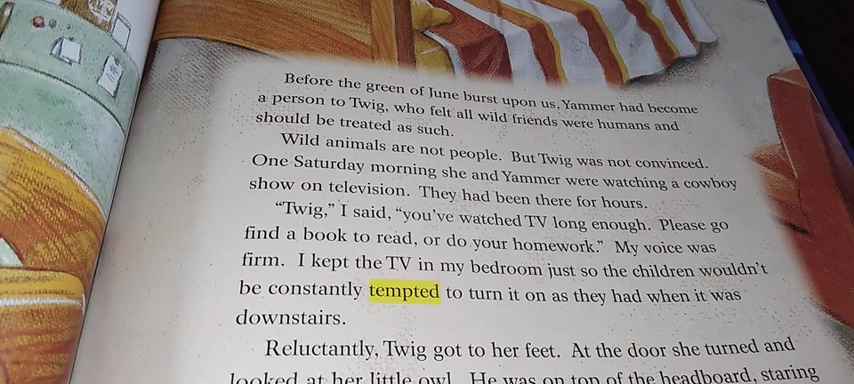 Before the green of June burst upon us, Yammer had become
a person to Twig, who felt all wild friends were humans and
should be treated as such.
Wild animals are not people. But Twig was not convinced.
One Saturday morning she and Yammer were watching a cowboy
show on television. They had been there for hours.
“Twig,” I said, “you’ve watched TV long enough. Please go
find a book to read, or do your homework.” My voice was
firm. I kept the TV in my bedroom just so the children wouldn’t
be constantly tempted to turn it on as they had when it was
downstairs.
Reluctantly, Twig got to her feet. At the door she turned and
looked at her little owl. He was on top of the headboard, staring